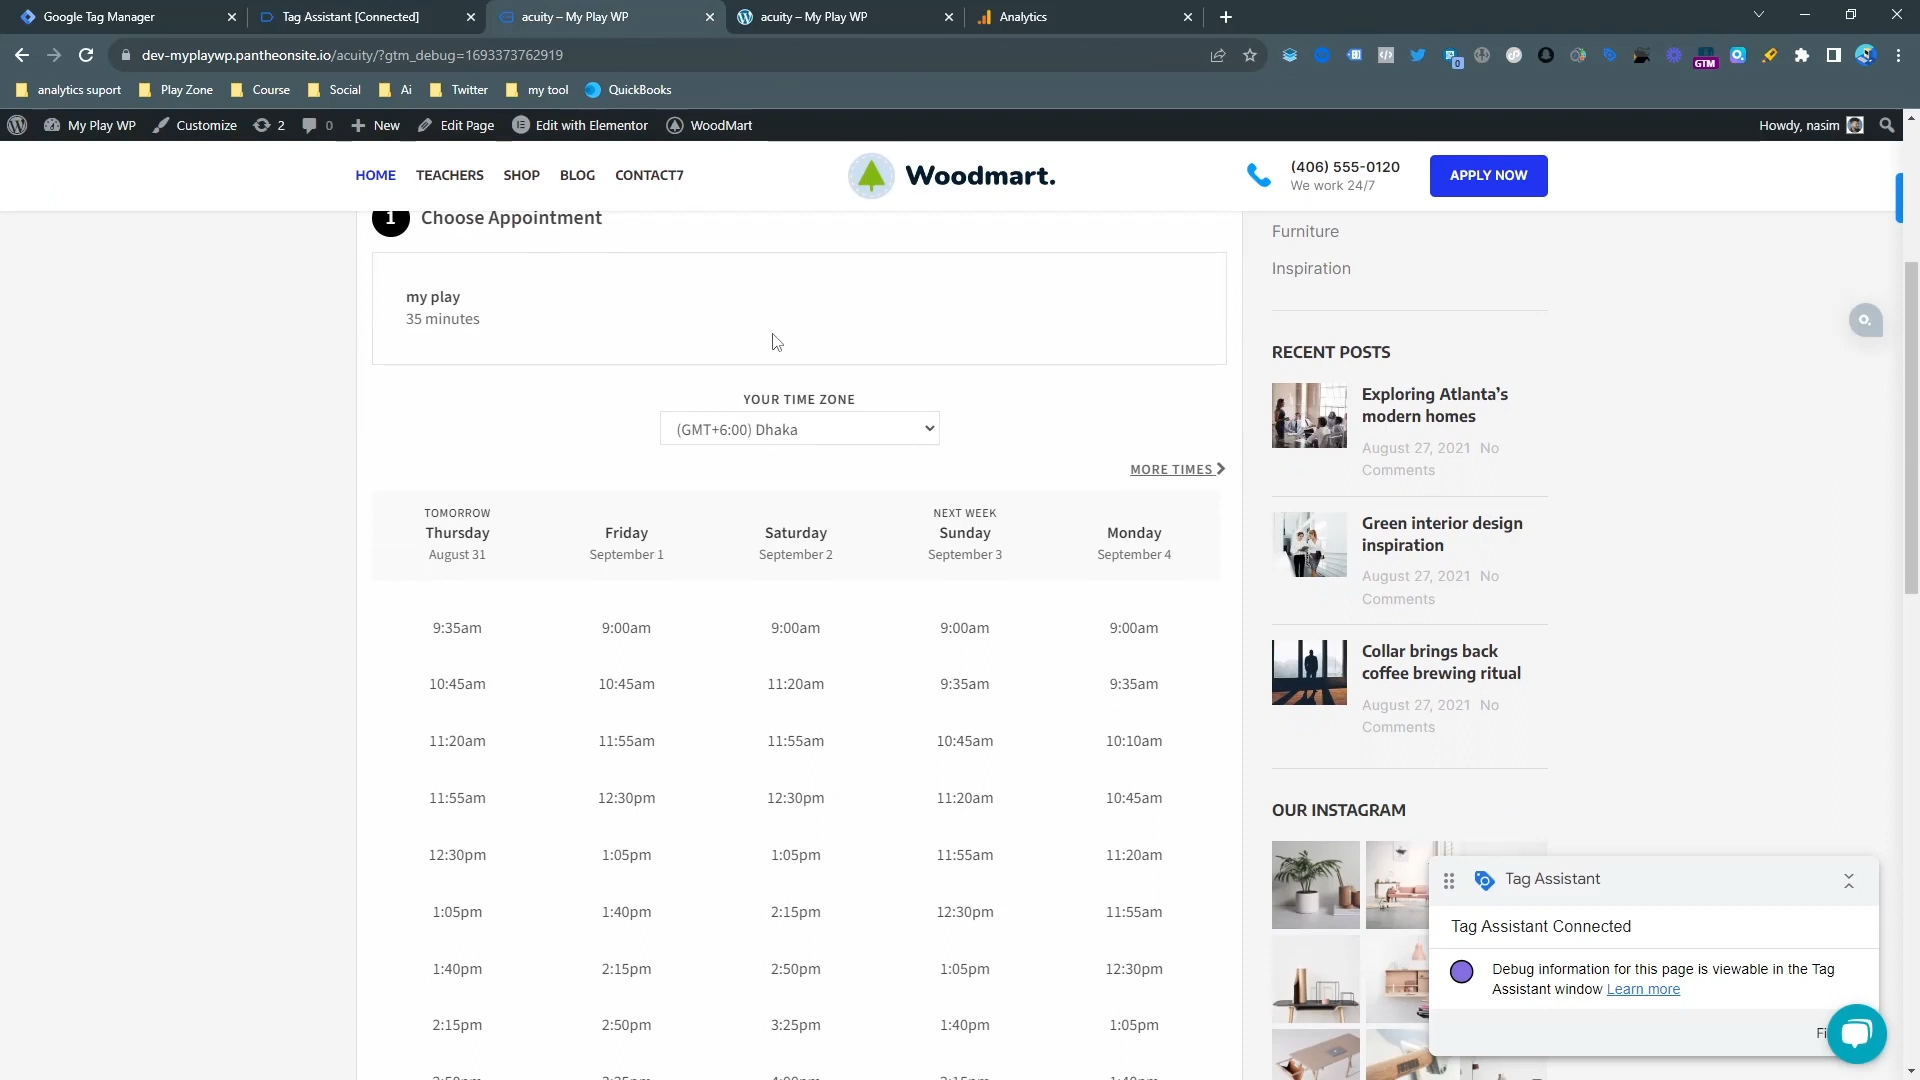 Google Tag Manager
Tag Assistant [Connected]
acuity – My Play WP
acuity – My Play WP
Analytics
dev-myplaywp.pantheonsite.io/acuity/?gtm_debug=1693373762919
0
GTM
analytics suport
Play Zone
Course
Social
Ai
Twitter
my tool
QuickBooks
My Play WP
Customize
2
0
New
Edit Page
Edit with Elementor
WoodMart
Howdy, nasim
HOME
TEACHERS
SHOP
BLOG
CONTACT7
Woodmart.
(406) 555-0120
We work 24/7
APPLY NOW
1 Choose Appointment
my play
35 minutes
YOUR TIME ZONE
(GMT+6:00) Dhaka
MORE TIMES
TOMORROW
Thursday
August 31
Friday
September 1
Saturday
September 2
NEXT WEEK
Sunday
September 3
Monday
September 4
9:35am 9:00am 9:00am 9:00am 9:00am
10:45am 10:45am 11:20am 9:35am 9:35am
11:20am 11:55am 11:55am 10:45am 10:10am
11:55am 12:30pm 12:30pm 11:20am 10:45am
12:30pm 1:05pm 1:05pm 11:55am 11:20am
1:05pm 1:40pm 2:15pm 12:30pm 11:55am
1:40pm 2:15pm 2:50pm 1:05pm 12:30pm
2:15pm 2:50pm 3:25pm 1:40pm 1:05pm
Furniture
Inspiration
RECENT POSTS
Exploring Atlanta’s
modern homes
August 27, 2021 No
Comments
Green interior design
inspiration
August 27, 2021 No
Comments
Collar brings back
coffee brewing ritual
August 27, 2021 No
Comments
OUR INSTAGRAM
Tag Assistant
Tag Assistant Connected
Debug information for this page is viewable in the Tag
Assistant window Learn more